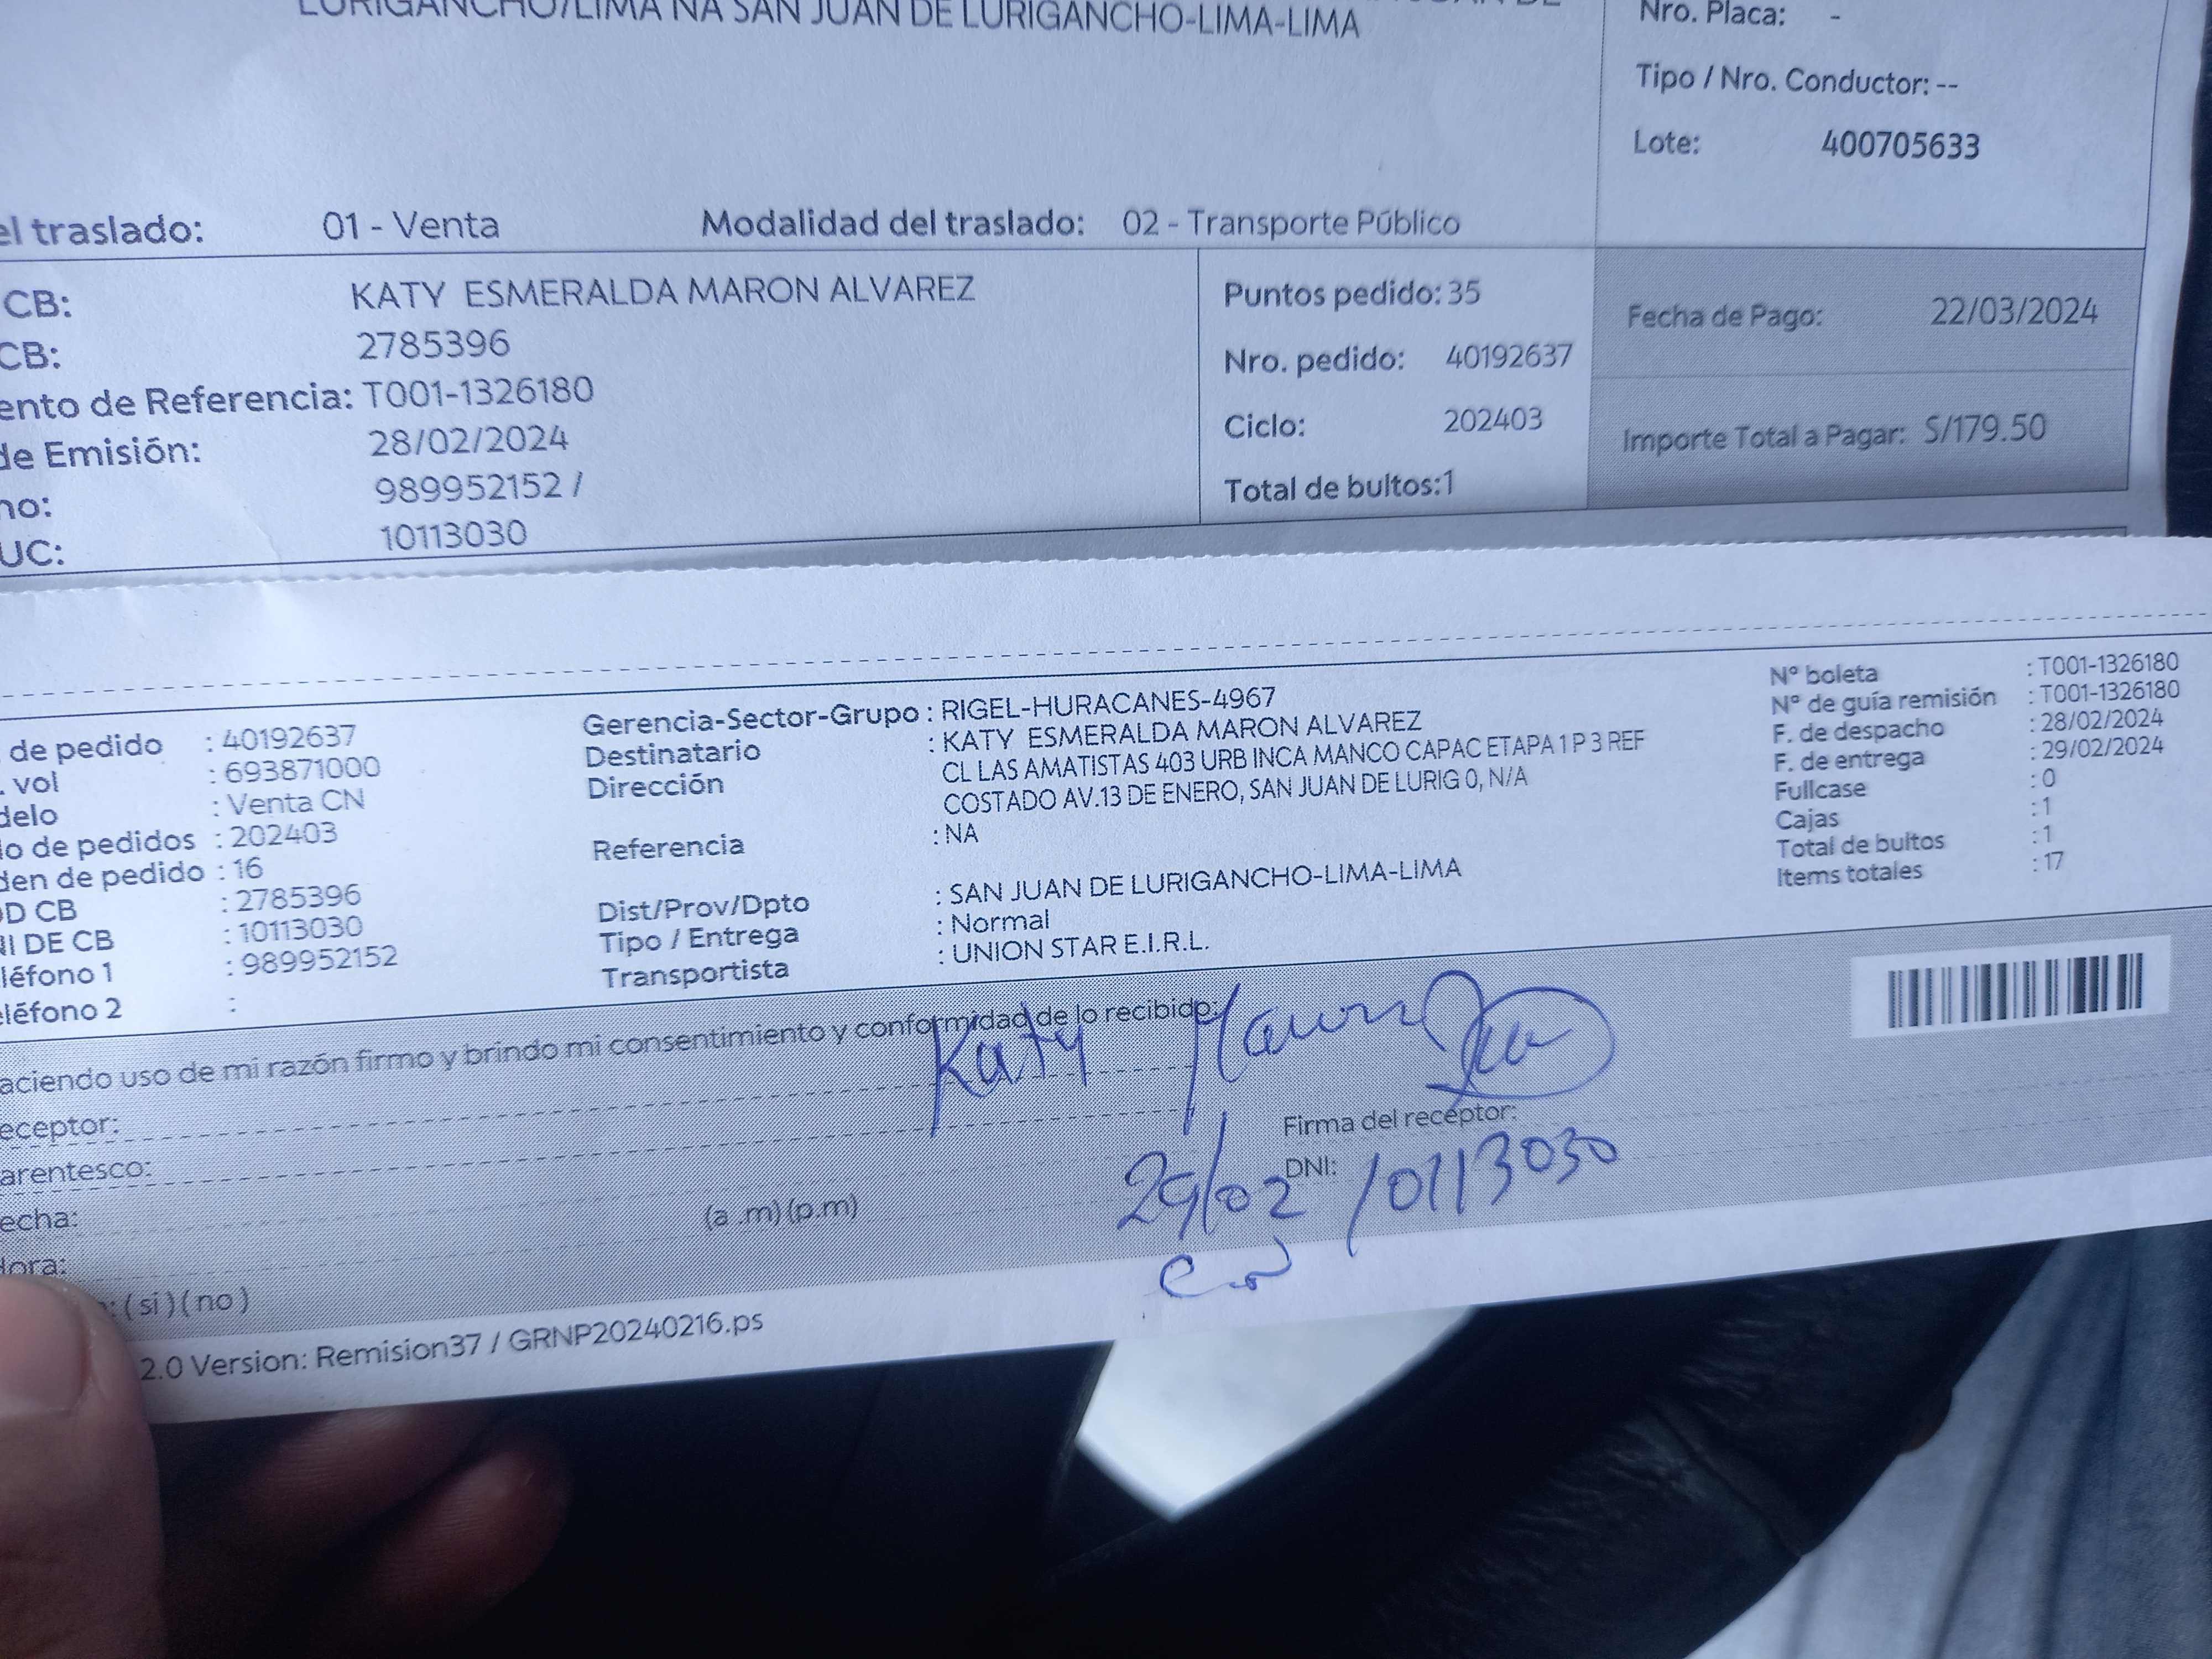 LURIGANCHO/LIMA NA SAN JUAN DE LURIGANCHO-LIMA-LIMA
Nro. Placa: -
Tipo / Nro. Conductor: --
Lote: 400705633
el traslado: 01 - Venta Modalidad del traslado: 02 - Transporte Público
CB: KATY ESMERALDA MARON ALVAREZ
CB: 2785396
ento de Referencia: T001-1326180
de Emisión: 28/02/2024
no: 989952152 /
UC: 10113030
Puntos pedido: 35
Nro. pedido: 40192637
Ciclo: 202403
Total de bultos:1
Fecha de Pago: 22/03/2024
Importe Total a Pagar: S/179.50
de pedido : 40192637
. vol : 693871000
delo : Venta CN
lo de pedidos : 202403
den de pedido : 16
OD CB : 2785396
NI DE CB : 10113030
eléfono 1 : 989952152
eléfono 2 :
Gerencia-Sector-Grupo : RIGEL-HURACANES-4967
Destinatario : KATY ESMERALDA MARON ALVAREZ
Dirección CL LAS AMATISTAS 403 URB INCA MANCO CAPAC ETAPA 1 P 3 REF
COSTADO AV.13 DE ENERO, SAN JUAN DE LURIG 0, N/A
Referencia : NA
Dist/Prov/Dpto : SAN JUAN DE LURIGANCHO-LIMA-LIMA
Tipo / Entrega : Normal
Transportista : UNION STAR E.I.R.L.
Nº boleta : T001-1326180
Nº de guía remisión : T001-1326180
F. de despacho : 28/02/2024
F. de entrega : 29/02/2024
Fullcase : 0
Cajas : 1
Total de bultos : 1
Items totales : 17
aciendo uso de mi razón firmo y brindo mi consentimiento y conformidad de lo recibido:
Katy Maron
eceptor:
Firma del receptor:
arentesco:
DNI: 10113030
echa: 29/02
(a .m) (p.m)
Hora:
: ( si ) ( no )
2.0 Version: Remision37 / GRNP20240216.ps